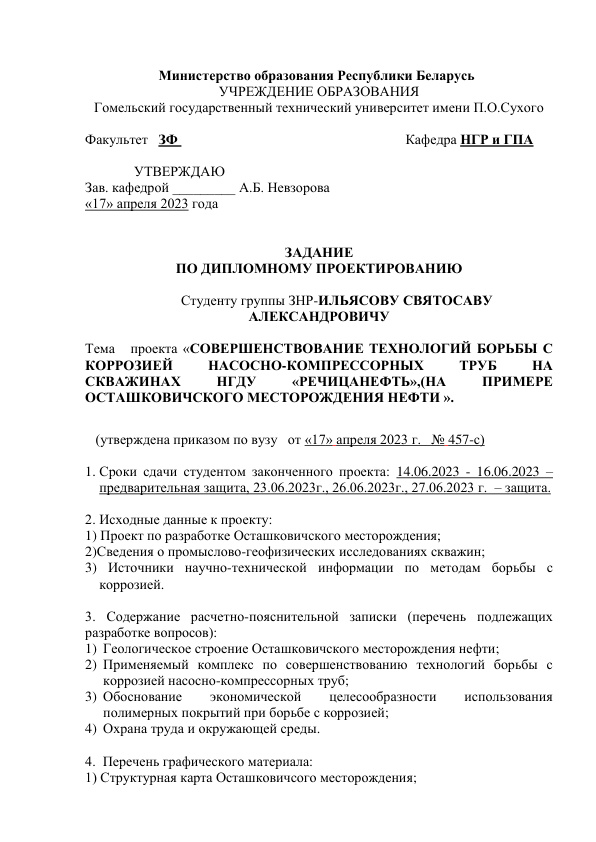 Министерство образования Республики Беларусь
УЧРЕЖДЕНИЕ ОБРАЗОВАНИЯ
Гомельский государственный технический университет имени П.О.Сухого
Факультет ЗФ Кафедра НГР и ГПА
УТВЕРЖДАЮ
Зав. кафедрой _________ А.Б. Невзорова
«17» апреля 2023 года
ЗАДАНИЕ
ПО ДИПЛОМНОМУ ПРОЕКТИРОВАНИЮ
Студенту группы ЗНР-ИЛЬЯСОВУ СВЯТОСАВУ
АЛЕКСАНДРОВИЧУ
Тема проекта «СОВЕРШЕНСТВОВАНИЕ ТЕХНОЛОГИЙ БОРЬБЫ С
КОРРОЗИЕЙ НАСОСНО-КОМПРЕССОРНЫХ ТРУБ НА
СКВАЖИНАХ НГДУ «РЕЧИЦАНЕФТЬ»,(НА ПРИМЕРЕ
ОСТАШКОВИЧСКОГО МЕСТОРОЖДЕНИЯ НЕФТИ ».
(утверждена приказом по вузу от «17» апреля 2023 г. № 457-с)
1. Сроки сдачи студентом законченного проекта: 14.06.2023 - 16.06.2023 –
предварительная защита, 23.06.2023г., 26.06.2023г., 27.06.2023 г. – защита.
2. Исходные данные к проекту:
1) Проект по разработке Осташковичского месторождения;
2)Сведения о промыслово-геофизических исследованиях скважин;
3) Источники научно-технической информации по методам борьбы с
коррозией.
3. Содержание расчетно-пояснительной записки (перечень подлежащих
разработке вопросов):
1) Геологическое строение Осташковичского месторождения нефти;
2) Применяемый комплекс по совершенствованию технологий борьбы с
коррозией насосно-компрессорных труб;
3) Обоснование экономической целесообразности использования
полимерных покрытий при борьбе с коррозией;
4) Охрана труда и окружающей среды.
4. Перечень графического материала:
1) Структурная карта Осташковичсого месторождения;